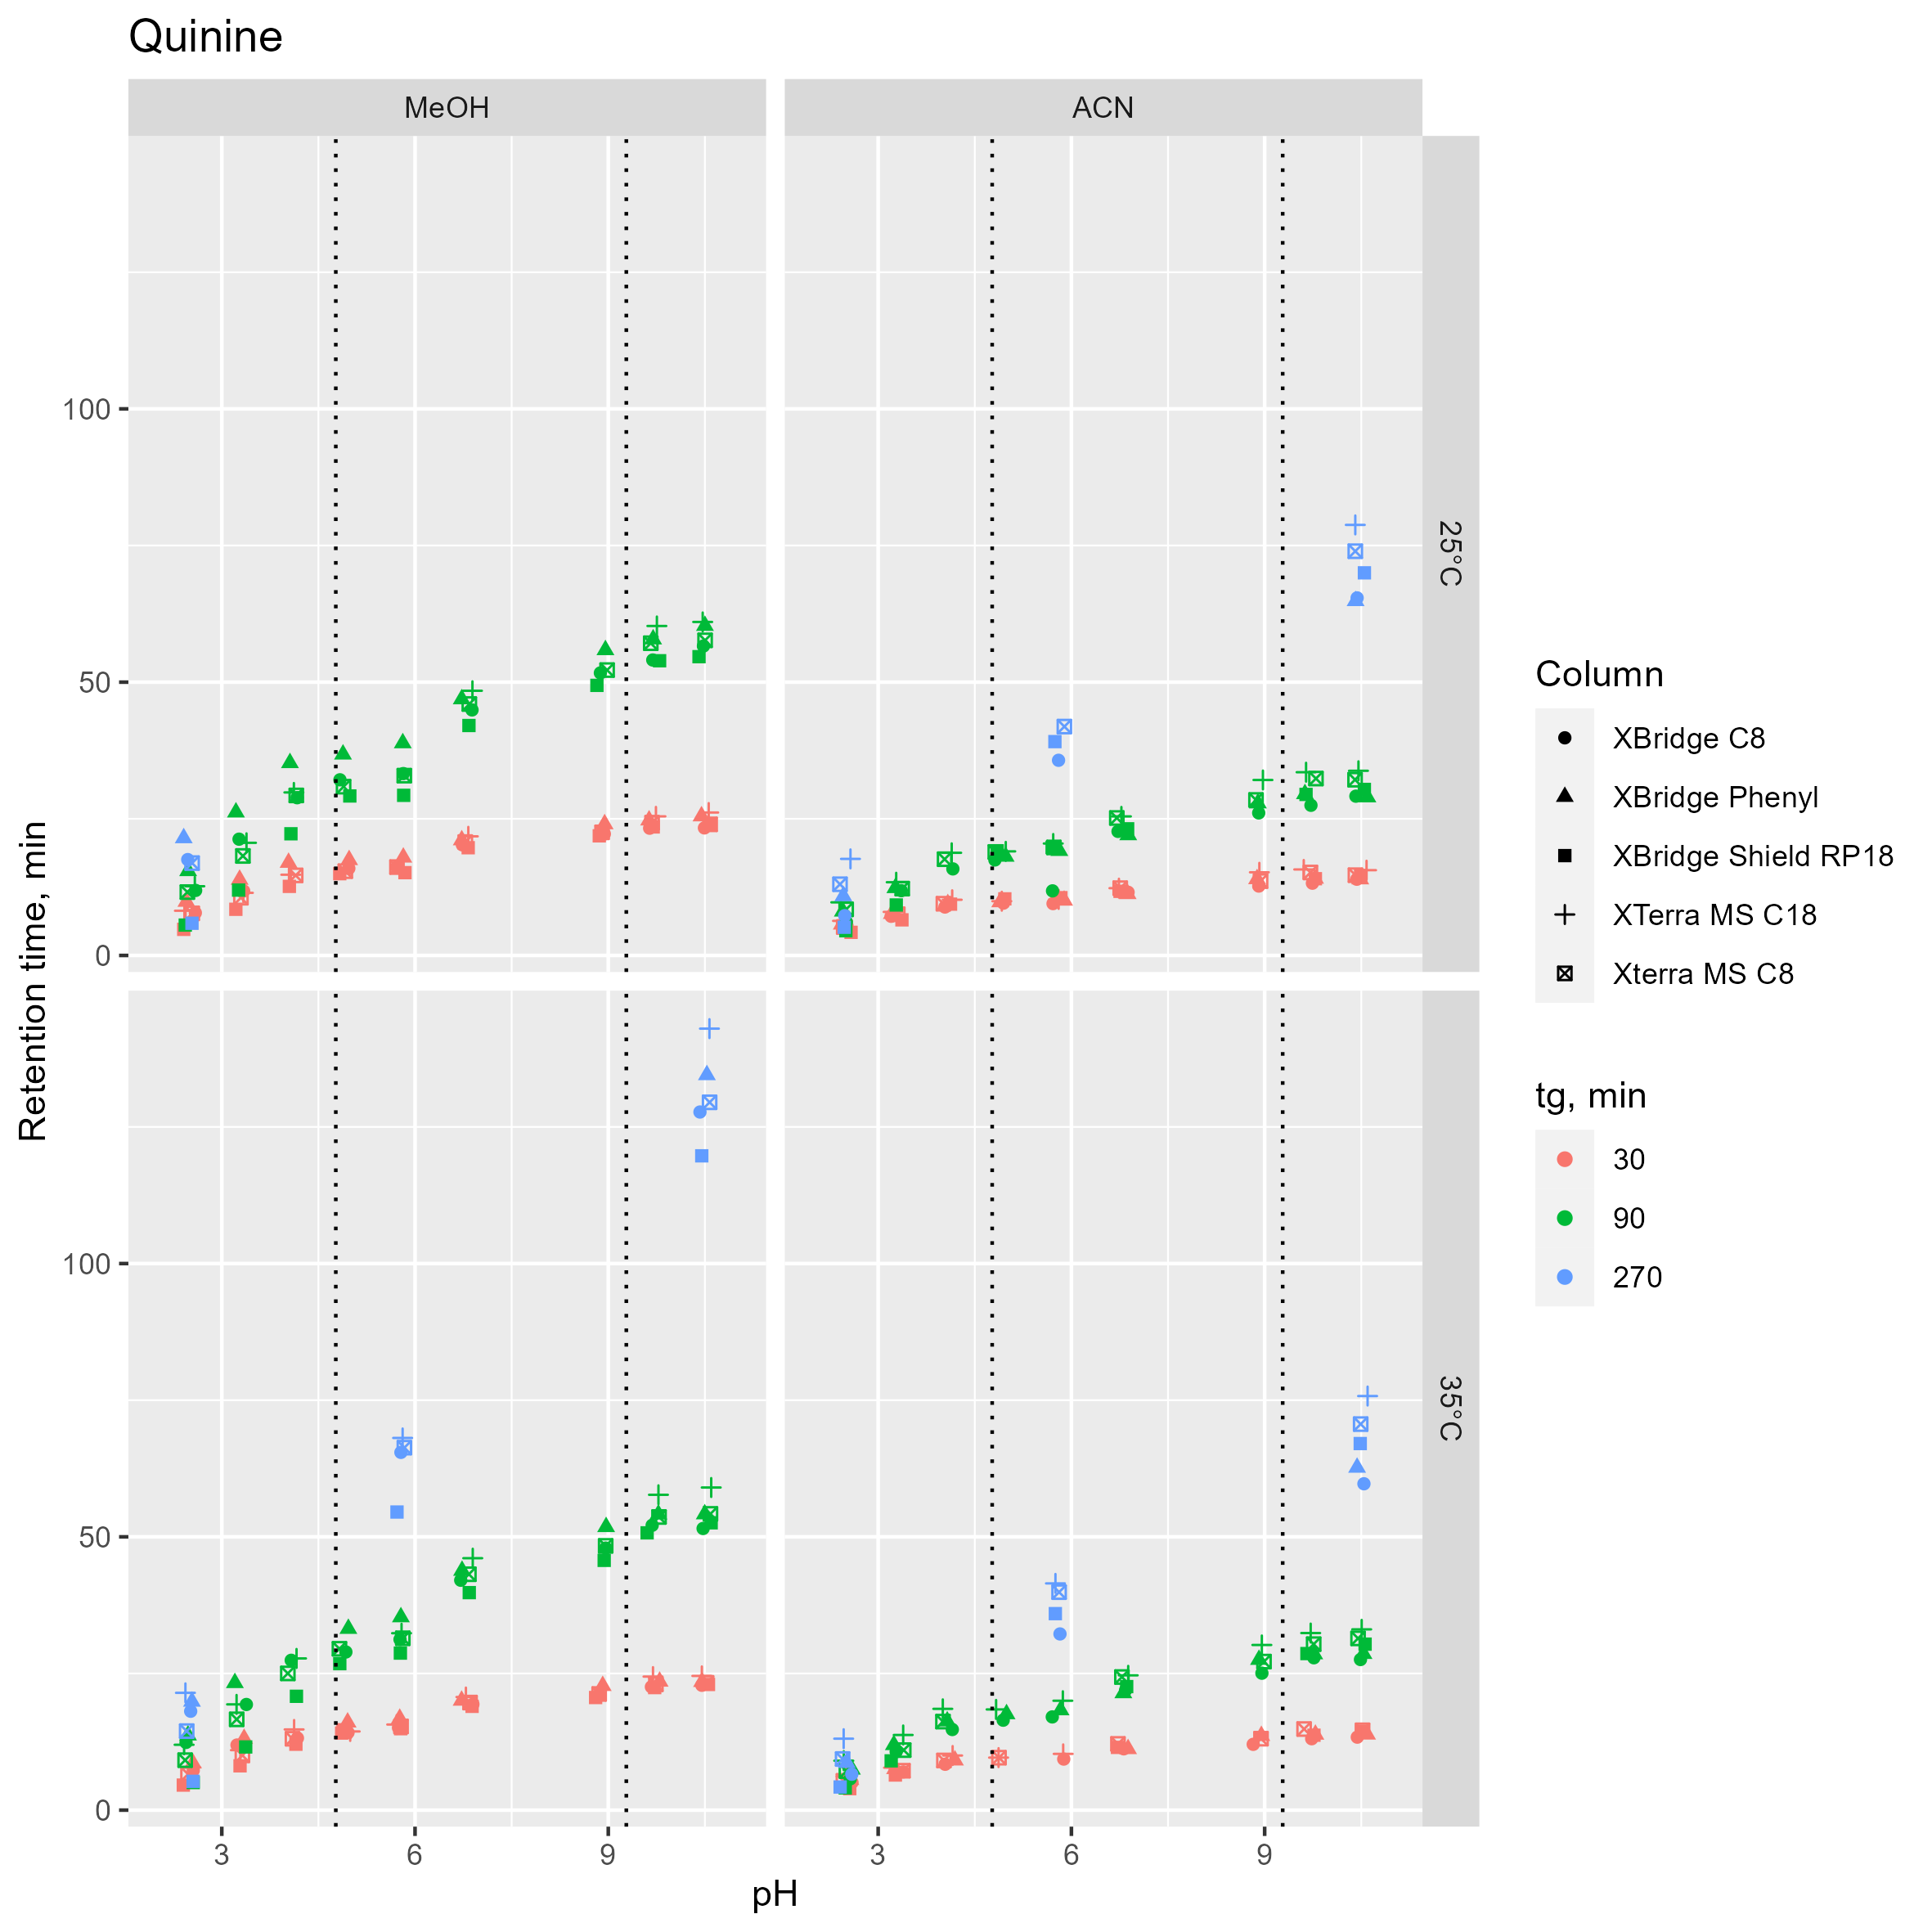 Quinine
MeOH
ACN
25°C
35°C
100
50
0
100
50
0
Retention time, min
3
6
9
3
6
9
pH
Column
XBridge C8
XBridge Phenyl
XBridge Shield RP18
XTerra MS C18
Xterra MS C8
tg, min
30
90
270